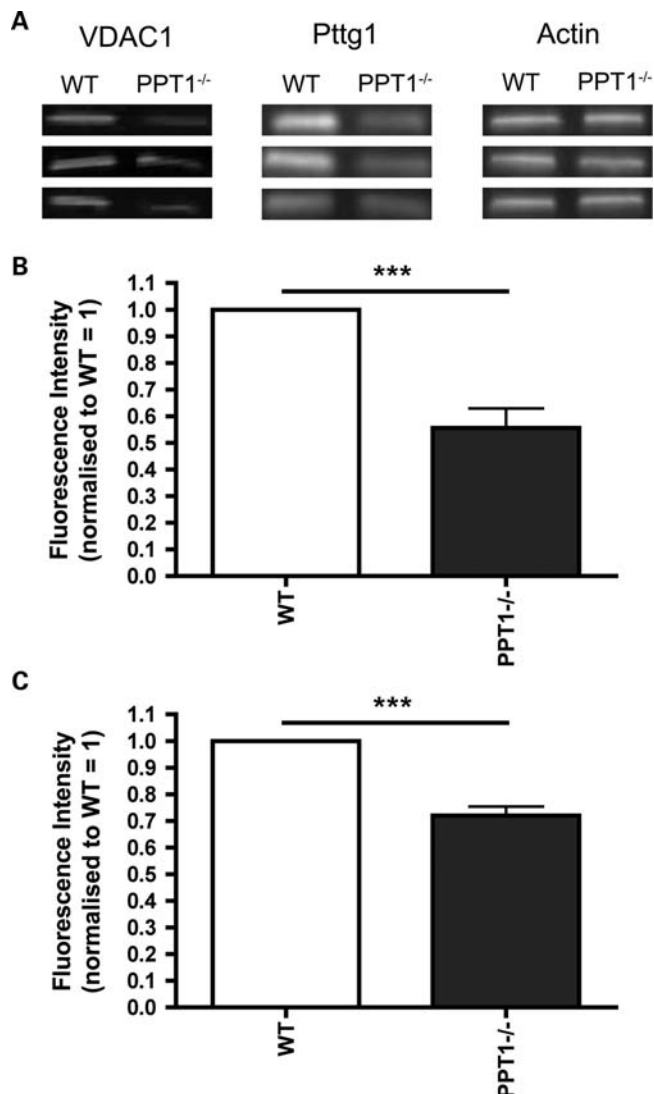 A
VDAC1 Pttg1 Actin
WT PPT1-/- WT PPT1-/- WT PPT1-/-
B
***
Fluorescence Intensity
(normalised to WT = 1)
1.1
1.0
0.9
0.8
0.7
0.6
0.5
0.4
0.3
0.2
0.1
0.0
WT
PPT1-/-
C
***
Fluorescence Intensity
(normalised to WT = 1)
1.1
1.0
0.9
0.8
0.7
0.6
0.5
0.4
0.3
0.2
0.1
0.0
WT
PPT1-/-